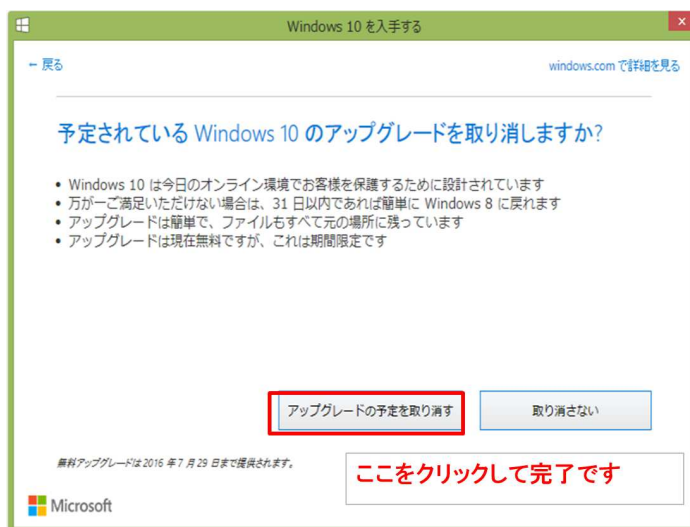 Windows 10 を入手する
← 戻る
windows.com で詳細を見る
予定されている Windows 10 のアップグレードを取り消しますか?
• Windows 10 は今日のオンライン環境でお客様を保護するために設計されています
• 万が一ご満足いただけない場合は、31 日以内であれば簡単に Windows 8 に戻れます
• アップグレードは簡単で、ファイルもすべて元の場所に残っています
• アップグレードは現在無料ですが、これは期間限定です
アップグレードの予定を取り消す
取り消さない
無料アップグレードは 2016 年 7 月 29 日まで提供されます。
ここをクリックして完了です
Microsoft